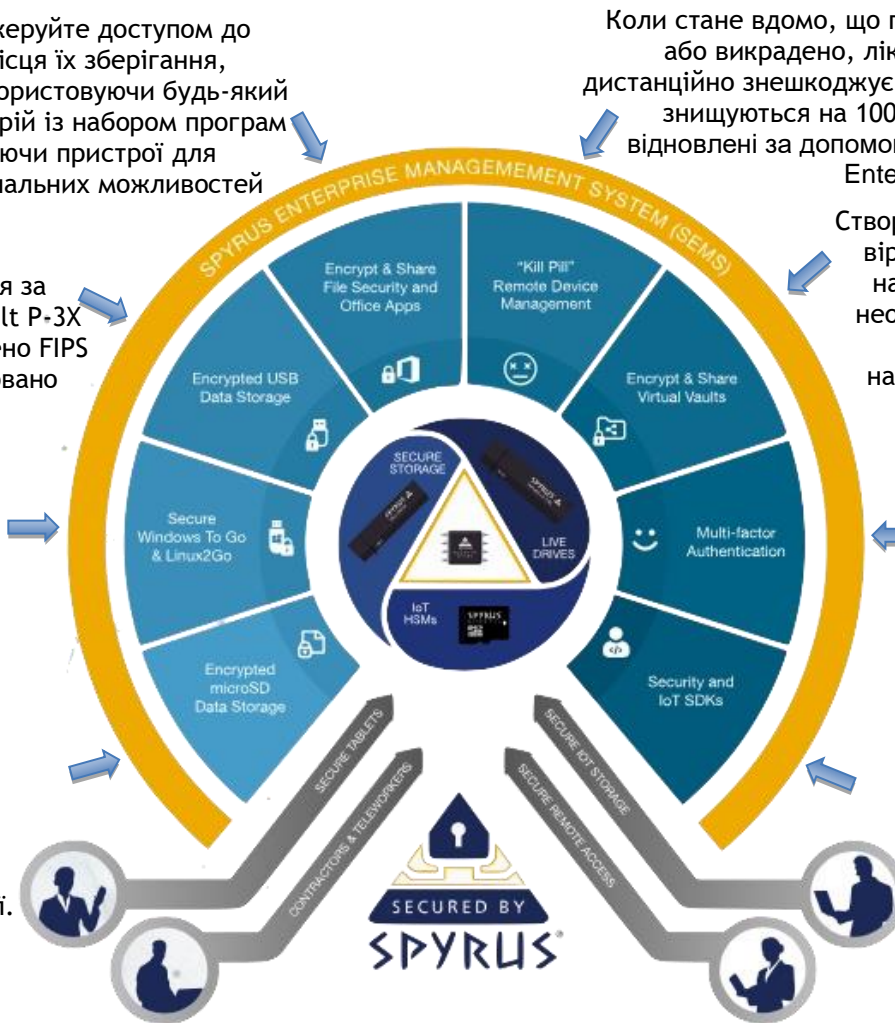 керуйте доступом до
ісця їх зберігання,
ористовуючи будь-який
рій із набором програм
ючи пристрої для
нальних можливостей
Коли стане вдомо, що
або викрадено, лік
дистанційно знешкоджує
знищуються на 100
відновлені за допомо
Ente
Створ
вір
на
нео
на
я за
lt P-3X
ено FIPS
овано
SPYRUS ENTERPRISE MANAGEMEMENT SYSTEM (SEMS)
Encrypt & Share
File Security and
Office Apps
"Kill Pill"
Remote Device
Management
Encrypted USB
Data Storage
Encrypt & Share
Virtual Vaults
Secure
Windows To Go
& Linux2Go
Multi-factor
Authentication
Encrypted
microSD
Data Storage
Security and
IoT SDKs
SECURE
STORAGE
LIVE
DRIVES
IoT
HSMs
SPYRUS
SECURE TABLETS
CONTRACTORS & TELEWORKERS
SECURE IOT STORAGE
SECURE REMOTE ACCESS
ї.
SECURED BY
SPYRUS